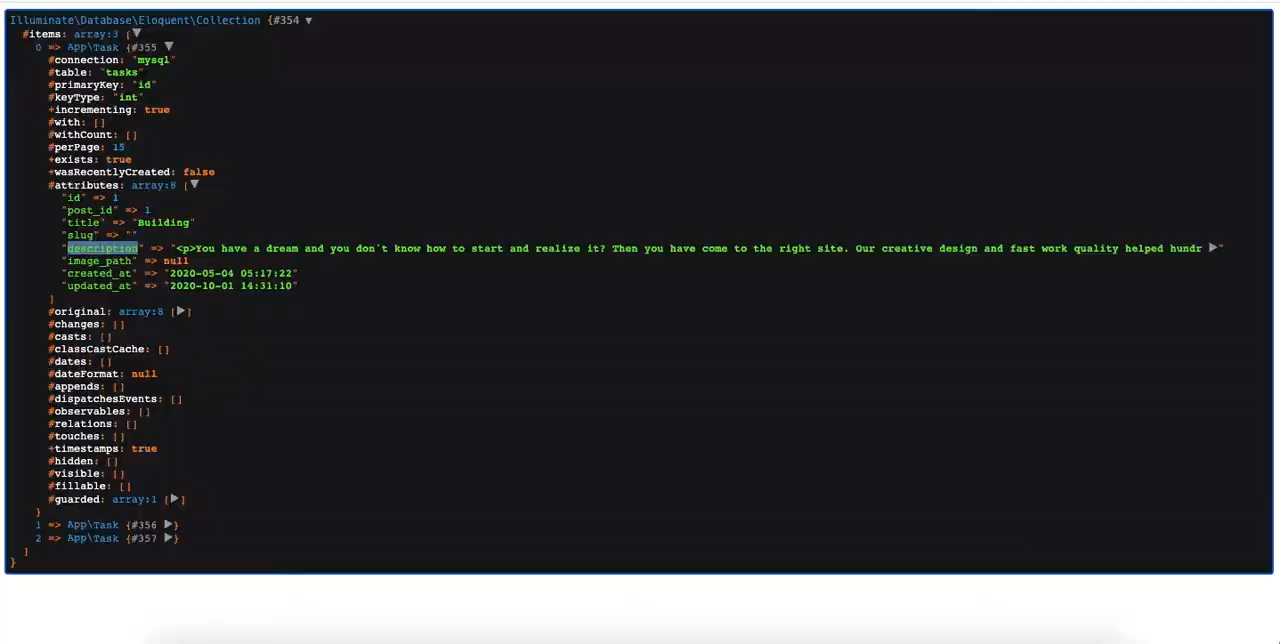 Illuminate\Database\Eloquent\Collection {#354 ▼
#items: array:3 [▼
0 => App\Task {#355 ▼
#connection: "mysql"
#table: "tasks"
#primaryKey: "id"
#keyType: "int"
+incrementing: true
#with: []
#withCount: []
#perPage: 15
+exists: true
+wasRecentlyCreated: false
#attributes: array:8 [▼
"id" => 1
"post_id" => 1
"title" => "Building"
"slug" => ""
"description" => "<p>You have a dream and you don't know how to start and realize it? Then you have come to the right site. Our creative design and fast work quality helped hundr ▶"
"image_path" => null
"created_at" => "2020-05-04 05:17:22"
"updated_at" => "2020-10-01 14:31:10"
]
#original: array:8 [▶]
#changes: []
#casts: []
#classCastCache: []
#dates: []
#dateFormat: null
#appends: []
#dispatchesEvents: []
#observables: []
#relations: []
#touches: []
+timestamps: true
#hidden: []
#visible: []
#fillable: []
#guarded: array:1 [▶]
}
1 => App\Task {#356 ▶}
2 => App\Task {#357 ▶}
]
}